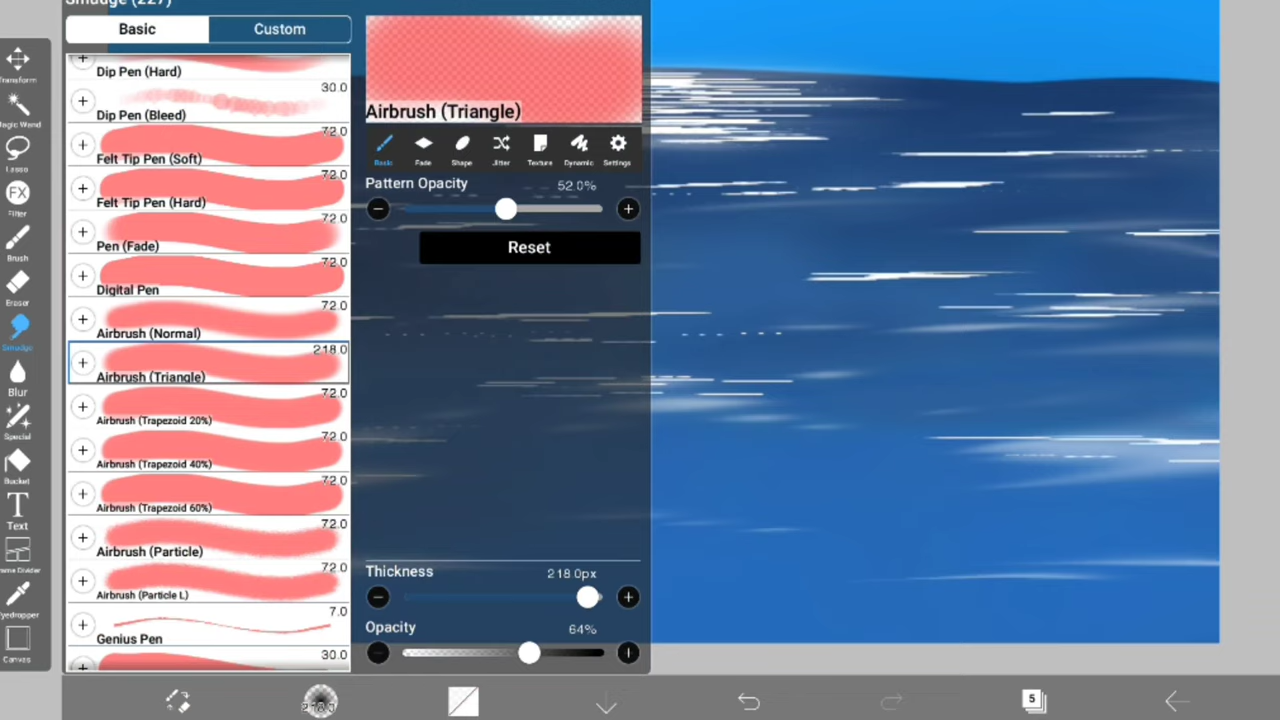 Smudge (227)
Basic
Custom
Dip Pen (Hard)
30.0
Dip Pen (Bleed)
72.0
Felt Tip Pen (Soft)
72.0
Felt Tip Pen (Hard)
72.0
Pen (Fade)
72.0
Digital Pen
72.0
Airbrush (Normal)
218.0
Airbrush (Triangle)
72.0
Airbrush (Trapezoid 20%)
72.0
Airbrush (Trapezoid 40%)
72.0
Airbrush (Trapezoid 60%)
72.0
Airbrush (Particle)
72.0
Airbrush (Particle L)
7.0
Genius Pen
30.0
Airbrush (Triangle)
Basic
Fade
Shape
Jitter
Texture
Dynamic
Settings
Pattern Opacity
52.0%
Reset
Thickness
218.0px
Opacity
64%
Transform
Magic Wand
Lasso
FX
Filter
Brush
Eraser
Smudge
Blur
Special
Bucket
T
Text
ame Divider
yedropper
Canvas
218.0
5